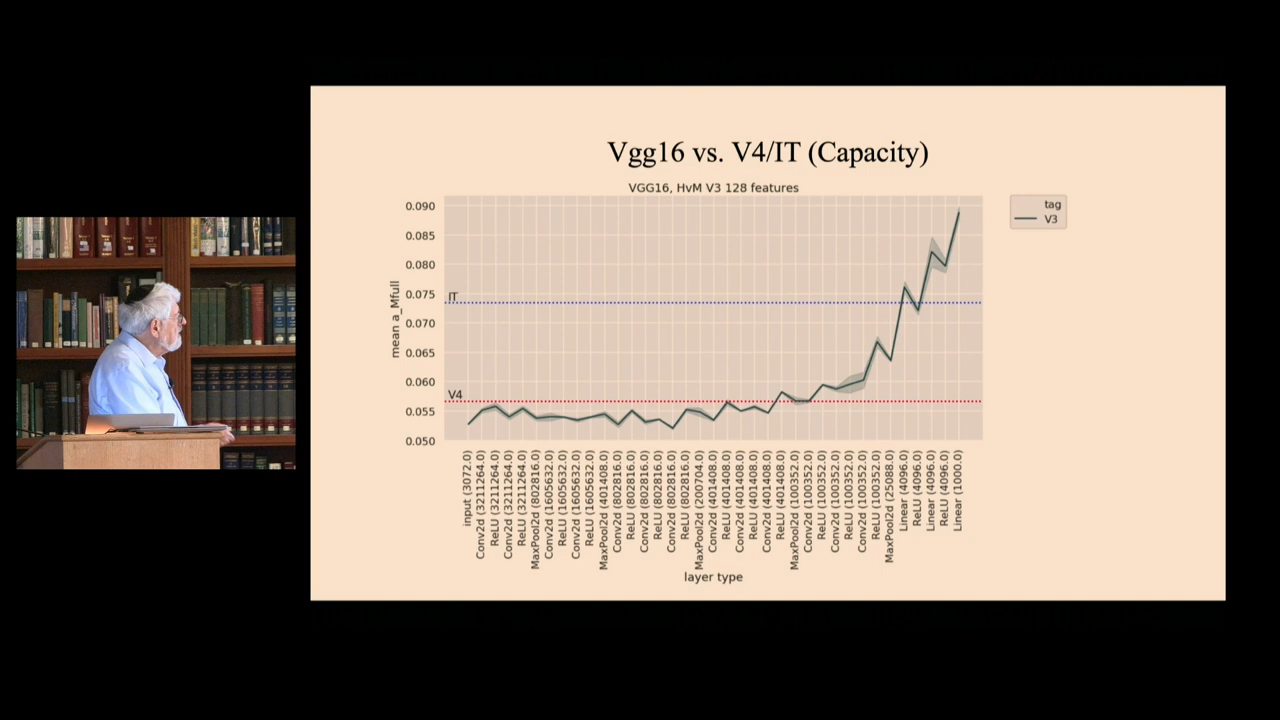 Vgg16 vs. V4/IT (Capacity)
VGG16, HvM V3 128 features
tag
V3
0.090
0.085
0.080
0.075
0.070
0.065
0.060
0.055
0.050
mean a_Mfull
IT
V4
input (3072.0)
Conv2d (3211264.0)
ReLU (3211264.0)
Conv2d (3211264.0)
ReLU (3211264.0)
MaxPool2d (802816.0)
Conv2d (1605632.0)
ReLU (1605632.0)
Conv2d (1605632.0)
ReLU (1605632.0)
MaxPool2d (401408.0)
Conv2d (802816.0)
ReLU (802816.0)
Conv2d (802816.0)
ReLU (802816.0)
Conv2d (802816.0)
ReLU (802816.0)
MaxPool2d (200704.0)
Conv2d (401408.0)
ReLU (401408.0)
Conv2d (401408.0)
ReLU (401408.0)
Conv2d (401408.0)
ReLU (401408.0)
MaxPool2d (100352.0)
Conv2d (100352.0)
ReLU (100352.0)
Conv2d (100352.0)
ReLU (100352.0)
Conv2d (100352.0)
ReLU (100352.0)
MaxPool2d (25088.0)
Linear (4096.0)
ReLU (4096.0)
Linear (4096.0)
ReLU (4096.0)
Linear (1000.0)
layer type